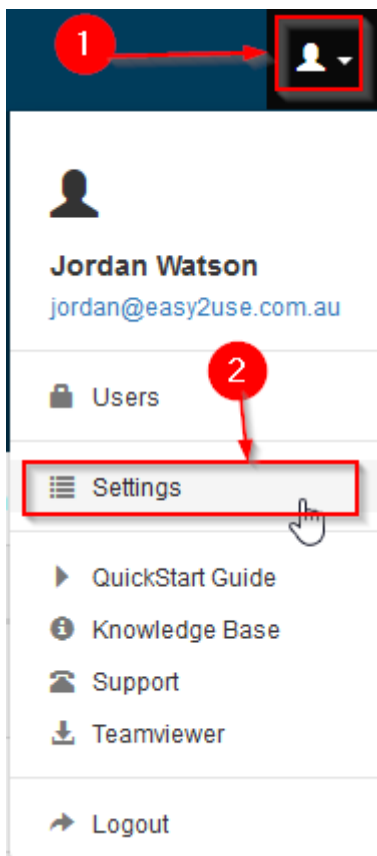 1
Jordan Watson
jordan@easy2use.com.au
2
Users
Settings
QuickStart Guide
Knowledge Base
Support
Teamviewer
Logout